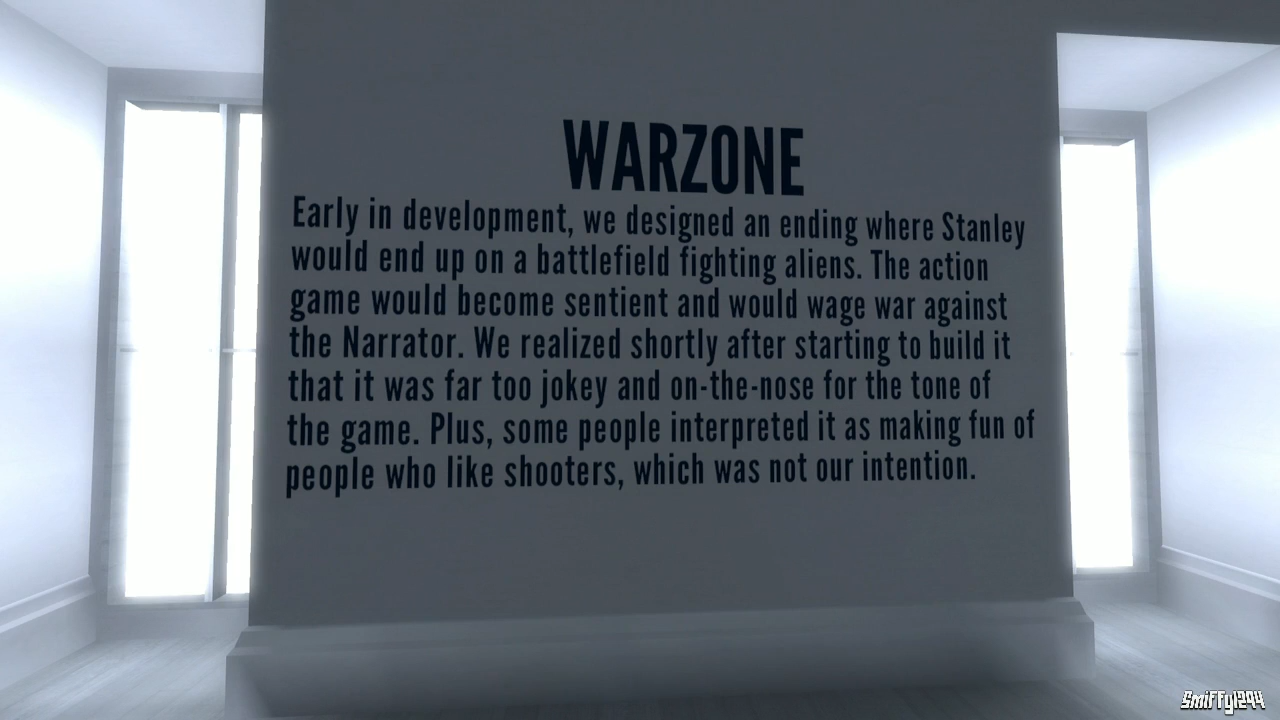 WARZONE
Early in development, we designed an ending where Stanley
would end up on a battlefield fighting aliens. The action
game would become sentient and would wage war against
the Narrator. We realized shortly after starting to build it
that it was far too jokey and on-the-nose for the tone of
the game. Plus, some people interpreted it as making fun of
people who like shooters, which was not our intention.
SMiFFy1294